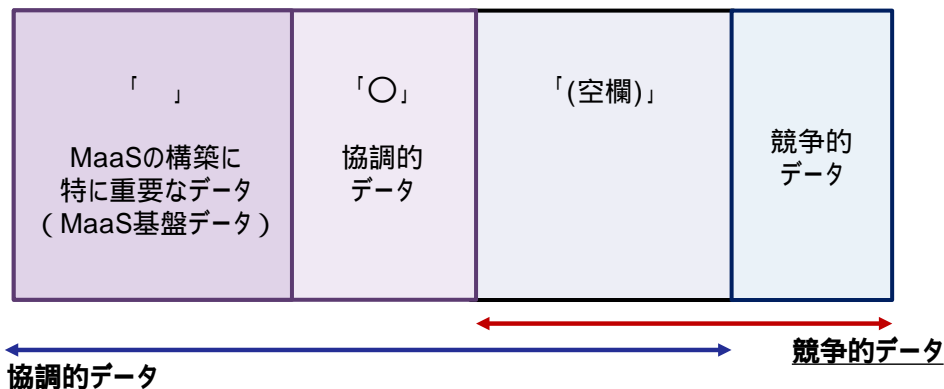 「　」
MaaSの構築に
特に重要なデータ
(MaaS基盤データ)
「○」
協調的
データ
「(空欄)」
競争的
データ
競争的データ
協調的データ